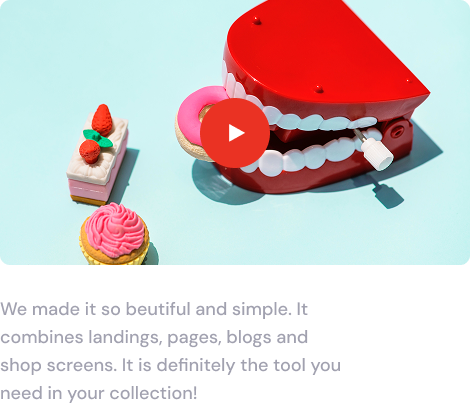 We made it so beutiful and simple. It
combines landings, pages, blogs and
shop screens. It is definitely the tool you
need in your collection!